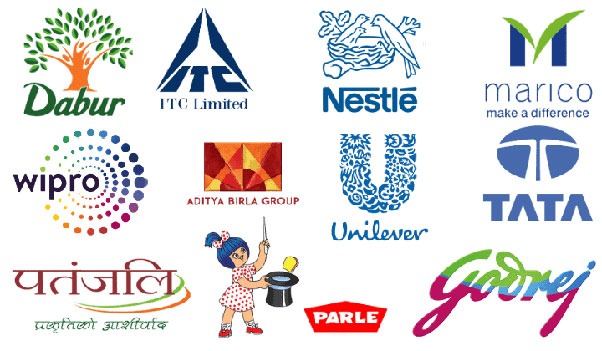 Dabur
ITC
ITC Limited
Nestlé
marico
make a difference
wipro
ADITYA BIRLA GROUP
Unilever
TATA
पतंजलि
प्रकृतिको आशीर्वाद
PARLE
Godrej